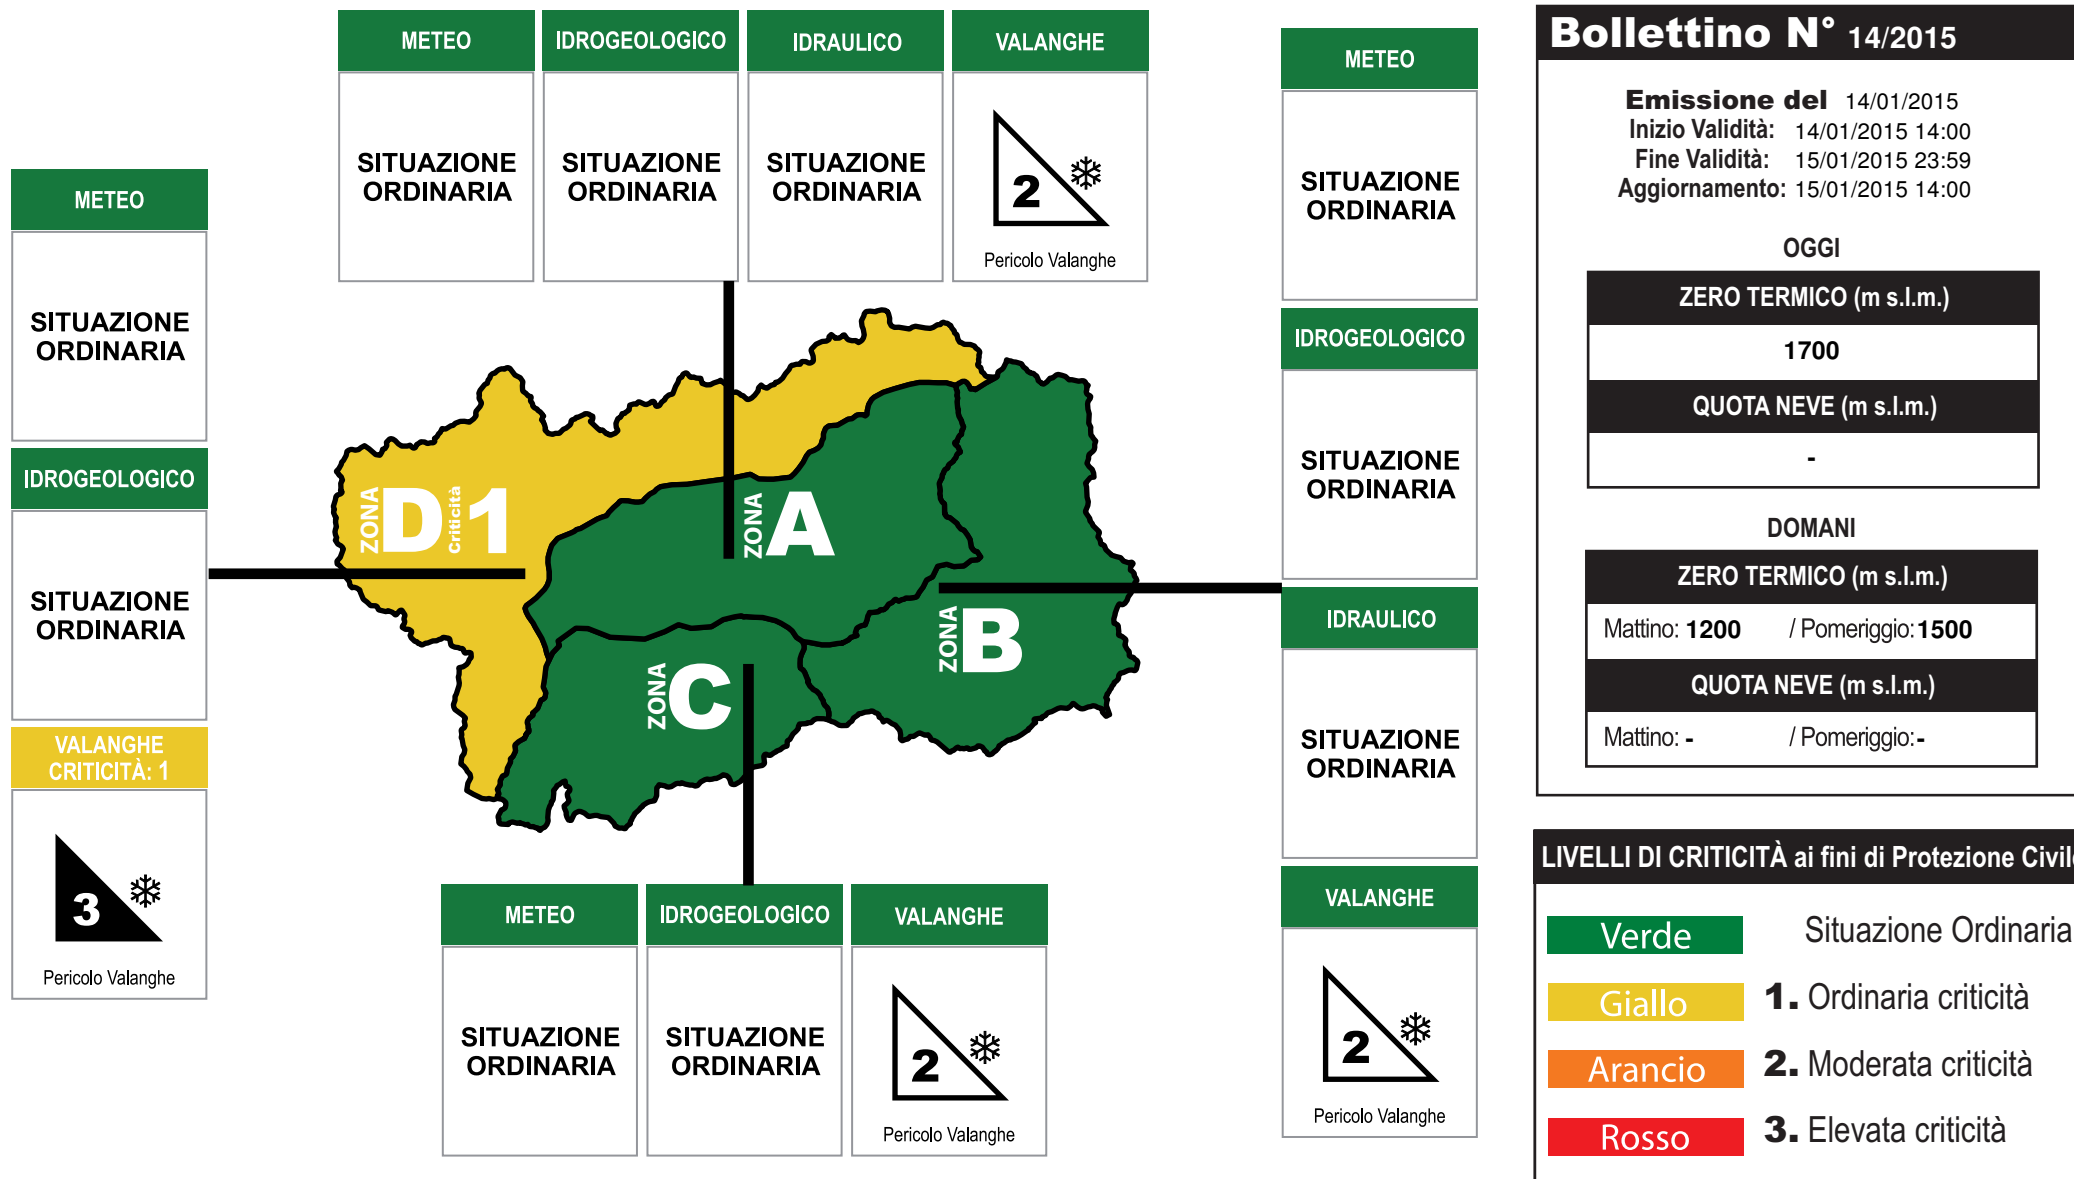 METEO
SITUAZIONE
ORDINARIA
IDROGEOLOGICO
SITUAZIONE
ORDINARIA
IDRAULICO
SITUAZIONE
ORDINARIA
VALANGHE
2
Pericolo Valanghe
METEO
SITUAZIONE
ORDINARIA
IDROGEOLOGICO
SITUAZIONE
ORDINARIA
VALANGHE
CRITICITÀ: 1
3
Pericolo Valanghe
ZONA
D
Criticità
1
ZONA
A
ZONA
B
ZONA
C
METEO
SITUAZIONE
ORDINARIA
IDROGEOLOGICO
SITUAZIONE
ORDINARIA
VALANGHE
2
Pericolo Valanghe
METEO
SITUAZIONE
ORDINARIA
IDROGEOLOGICO
SITUAZIONE
ORDINARIA
IDRAULICO
SITUAZIONE
ORDINARIA
VALANGHE
2
Pericolo Valanghe
Bollettino N° 14/2015
Emissione del 14/01/2015
Inizio Validità: 14/01/2015 14:00
Fine Validità: 15/01/2015 23:59
Aggiornamento: 15/01/2015 14:00
OGGI
ZERO TERMICO (m s.l.m.)
1700
QUOTA NEVE (m s.l.m.)
-
DOMANI
ZERO TERMICO (m s.l.m.)
Mattino: 1200 / Pomeriggio: 1500
QUOTA NEVE (m s.l.m.)
Mattino: - / Pomeriggio: -
LIVELLI DI CRITICITÀ ai fini di Protezione Civile
Verde Situazione Ordinaria
Giallo 1. Ordinaria criticità
Arancio 2. Moderata criticità
Rosso 3. Elevata criticità